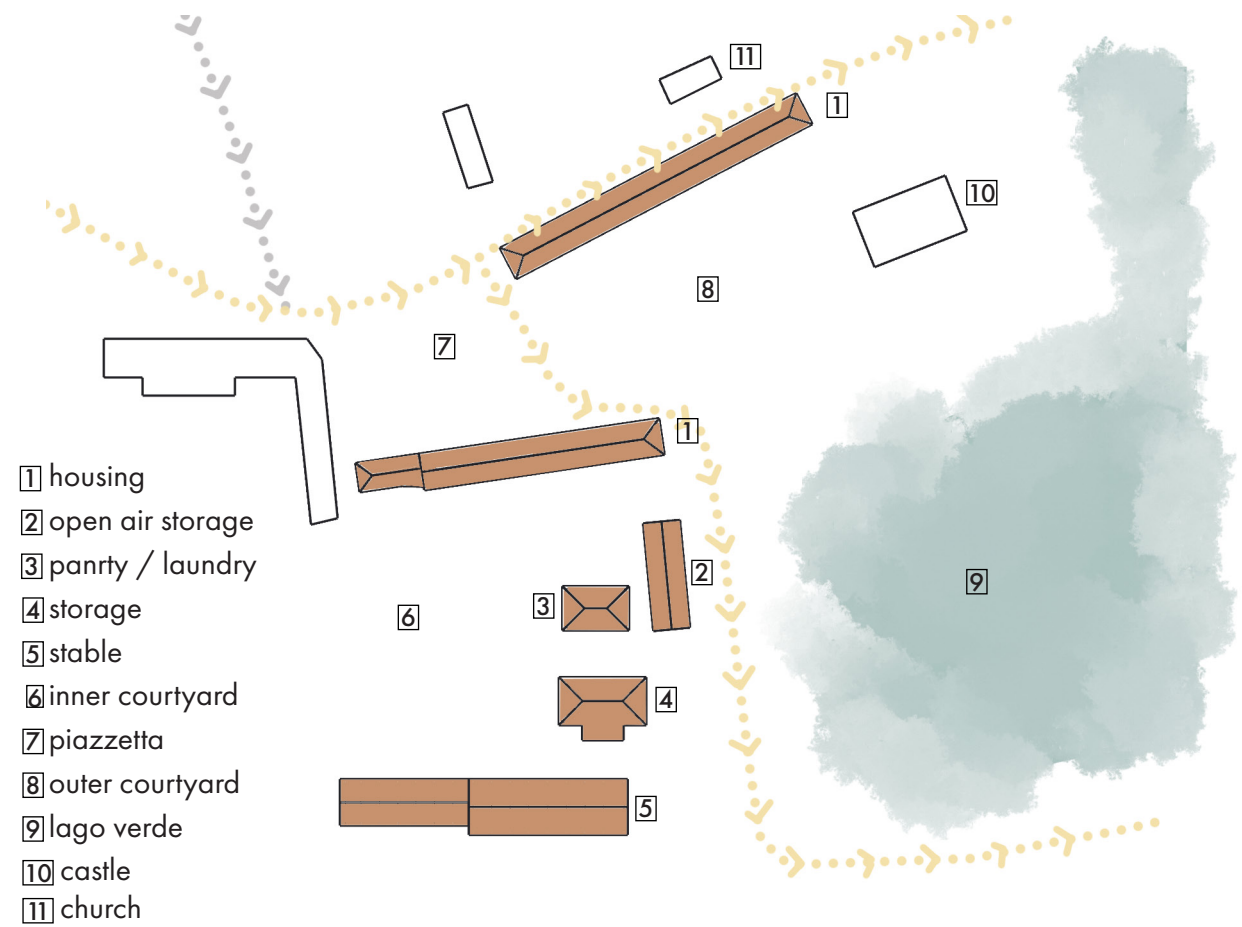 11
1
10
8
7
1
2
9
3
6
4
5
1 housing
2 open air storage
3 panrty / laundry
4 storage
5 stable
6 inner courtyard
7 piazzetta
8 outer courtyard
9 lago verde
10 castle
11 church